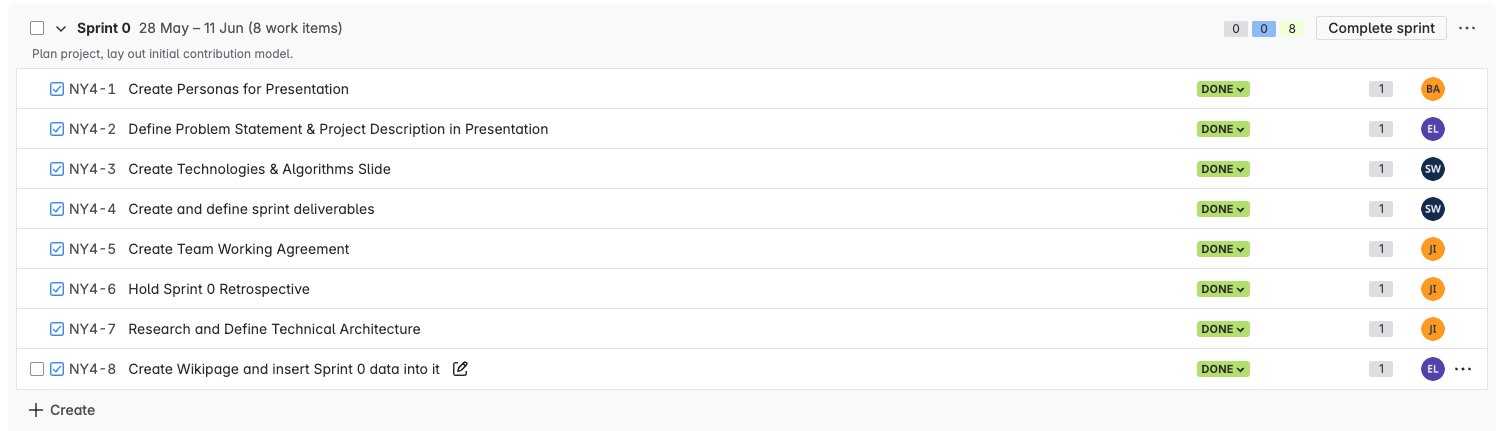 Sprint 0 28 May – 11 Jun (8 work items) 0 0 8 Complete sprint
Plan project, lay out initial contribution model.
NY4-1 Create Personas for Presentation DONE 1 BA
NY4-2 Define Problem Statement & Project Description in Presentation DONE 1 EL
NY4-3 Create Technologies & Algorithms Slide DONE 1 SW
NY4-4 Create and define sprint deliverables DONE 1 SW
NY4-5 Create Team Working Agreement DONE 1 JI
NY4-6 Hold Sprint 0 Retrospective DONE 1 JI
NY4-7 Research and Define Technical Architecture DONE 1 JI
NY4-8 Create Wikipage and insert Sprint 0 data into it DONE 1 EL
Create